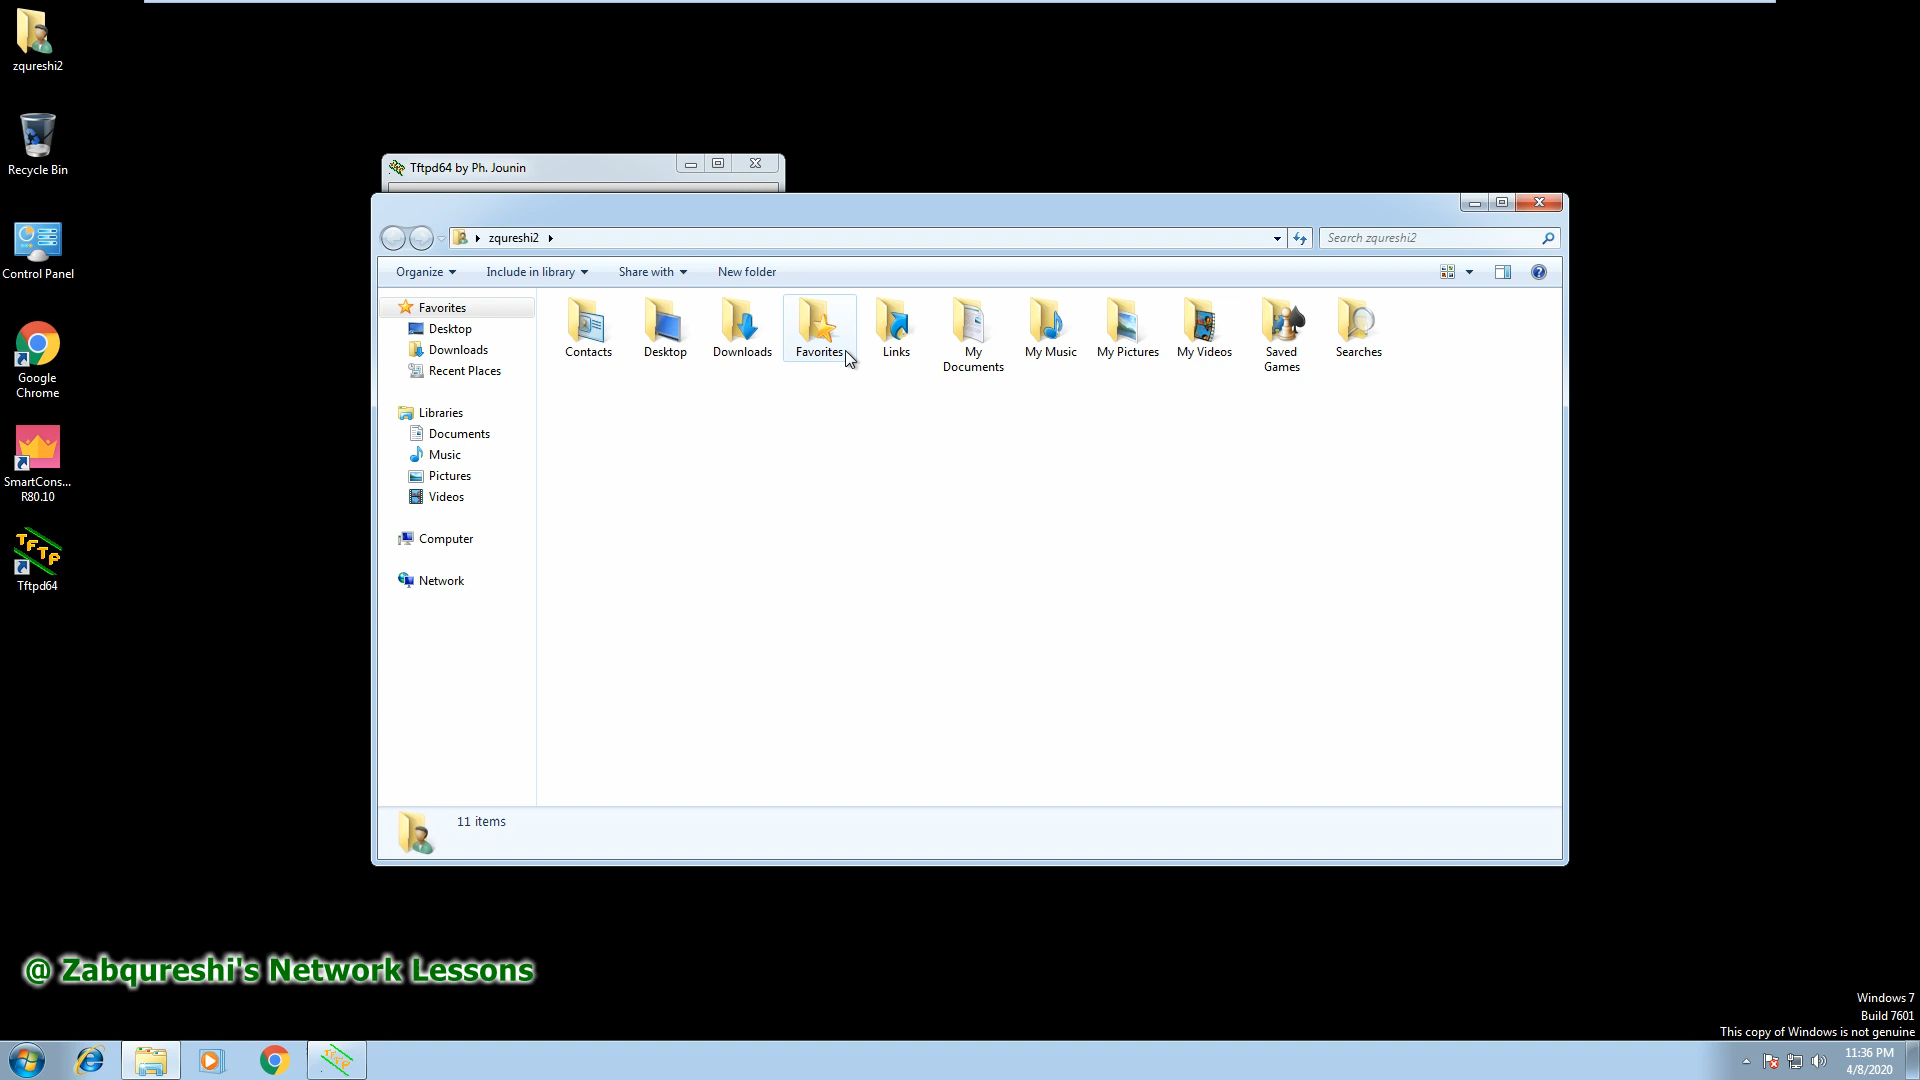 zqureshi2
Recycle Bin
Control Panel
Google
Chrome
SmartCons...
R80.10
TFTP
Tftpd64
Tftpd64 by Ph. Jounin
zqureshi2
Search zqureshi2
Organize
Include in library
Share with
New folder
Favorites
Desktop
Downloads
Recent Places
Libraries
Documents
Music
Pictures
Videos
Computer
Network
Contacts
Desktop
Downloads
Favorites
Links
My
Documents
My Music
My Pictures
My Videos
Saved
Games
Searches
11 items
@ Zabqureshi's Network Lessons
Windows 7
Build 7601
This copy of Windows is not genuine
TFTP
11:36 PM
4/8/2020